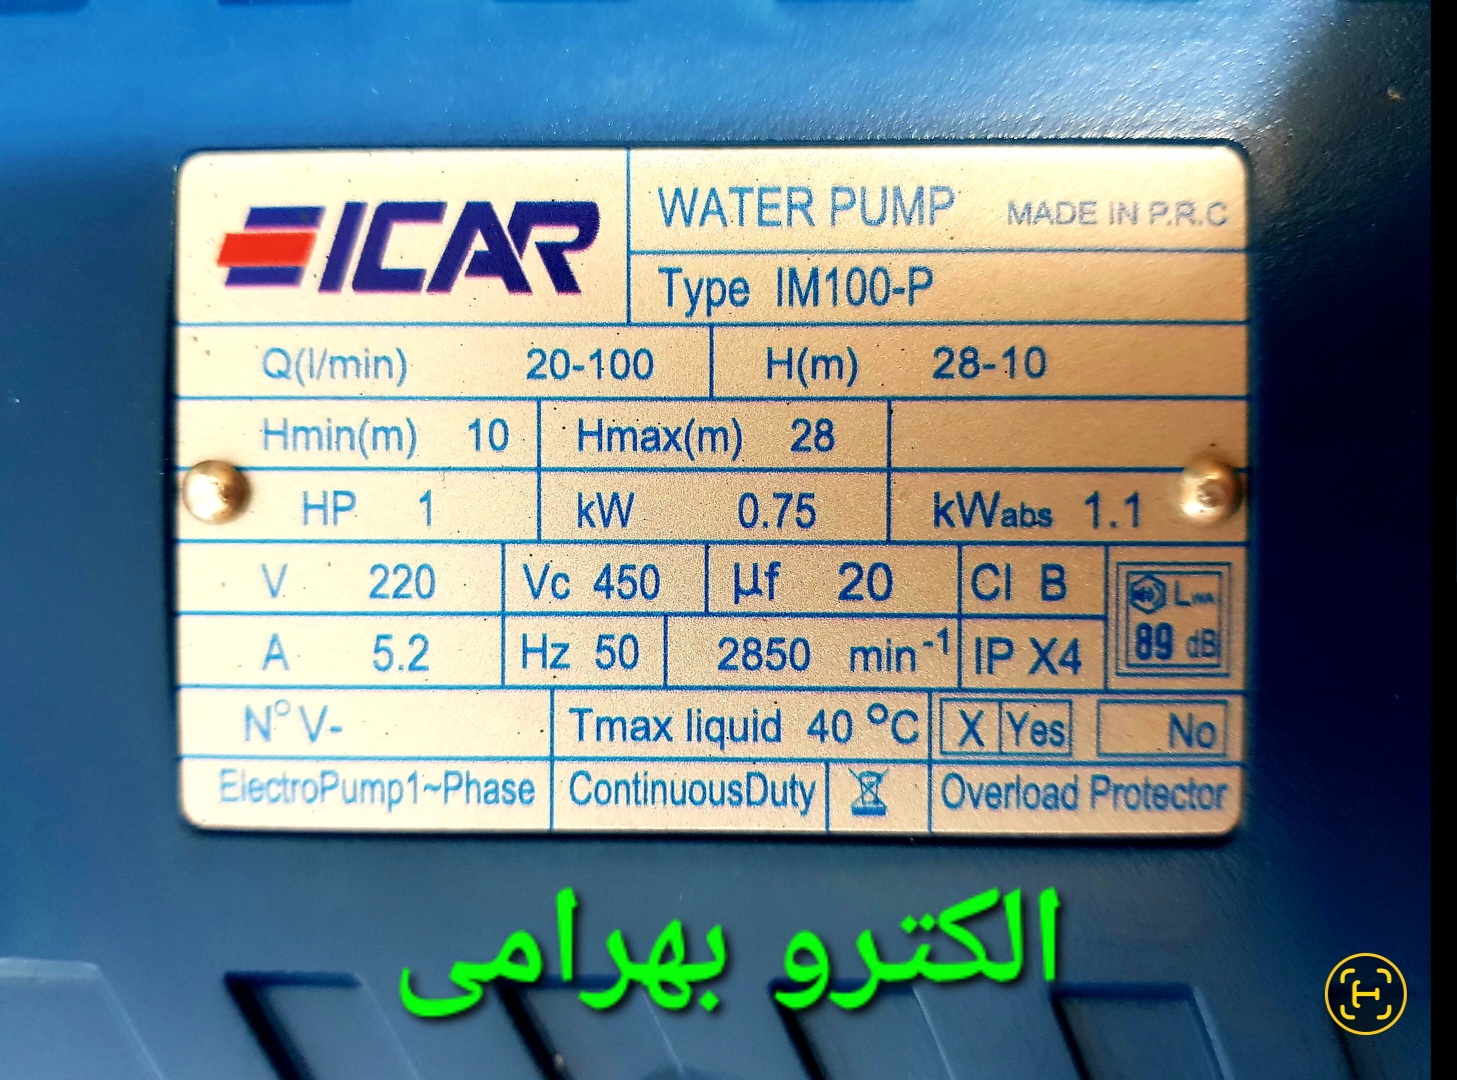 ICAR
WATER PUMP MADE IN P.R.C
Type IM100-P
Q(l/min) 20-100 H(m) 28-10
Hmin(m) 10 Hmax(m) 28
HP 1 kW 0.75 kWabs 1.1
V 220 Vc 450 µf 20 Cl B
LWA
89 dB
A 5.2 Hz 50 2850 min⁻¹ IP X4
N° V- Tmax liquid 40 °C X Yes No
ElectroPump1~Phase ContinuousDuty Overload Protector
الکترو بهرامی